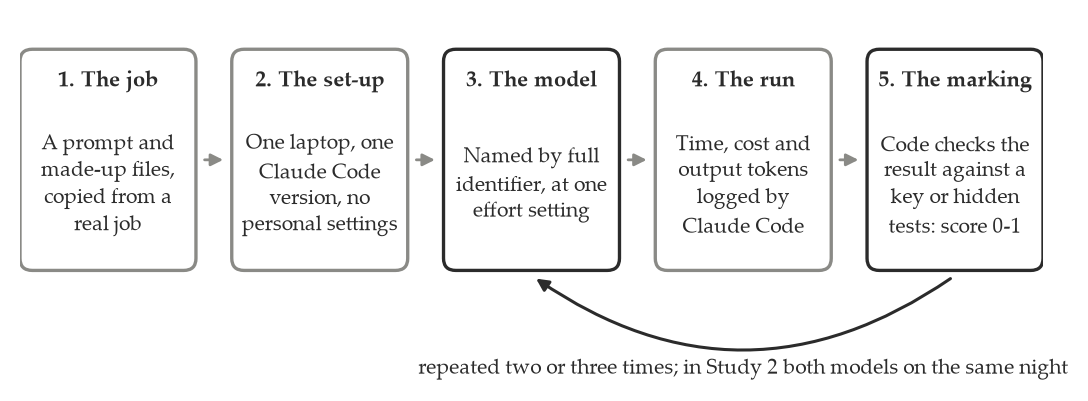 1. The job
A prompt and
made-up files,
copied from a
real job
2. The set-up
One laptop, one
Claude Code
version, no
personal settings
3. The model
Named by full
identifier, at one
effort setting
4. The run
Time, cost and
output tokens
logged by
Claude Code
5. The marking
Code checks the
result against a
key or hidden
tests: score 0-1
repeated two or three times; in Study 2 both models on the same night